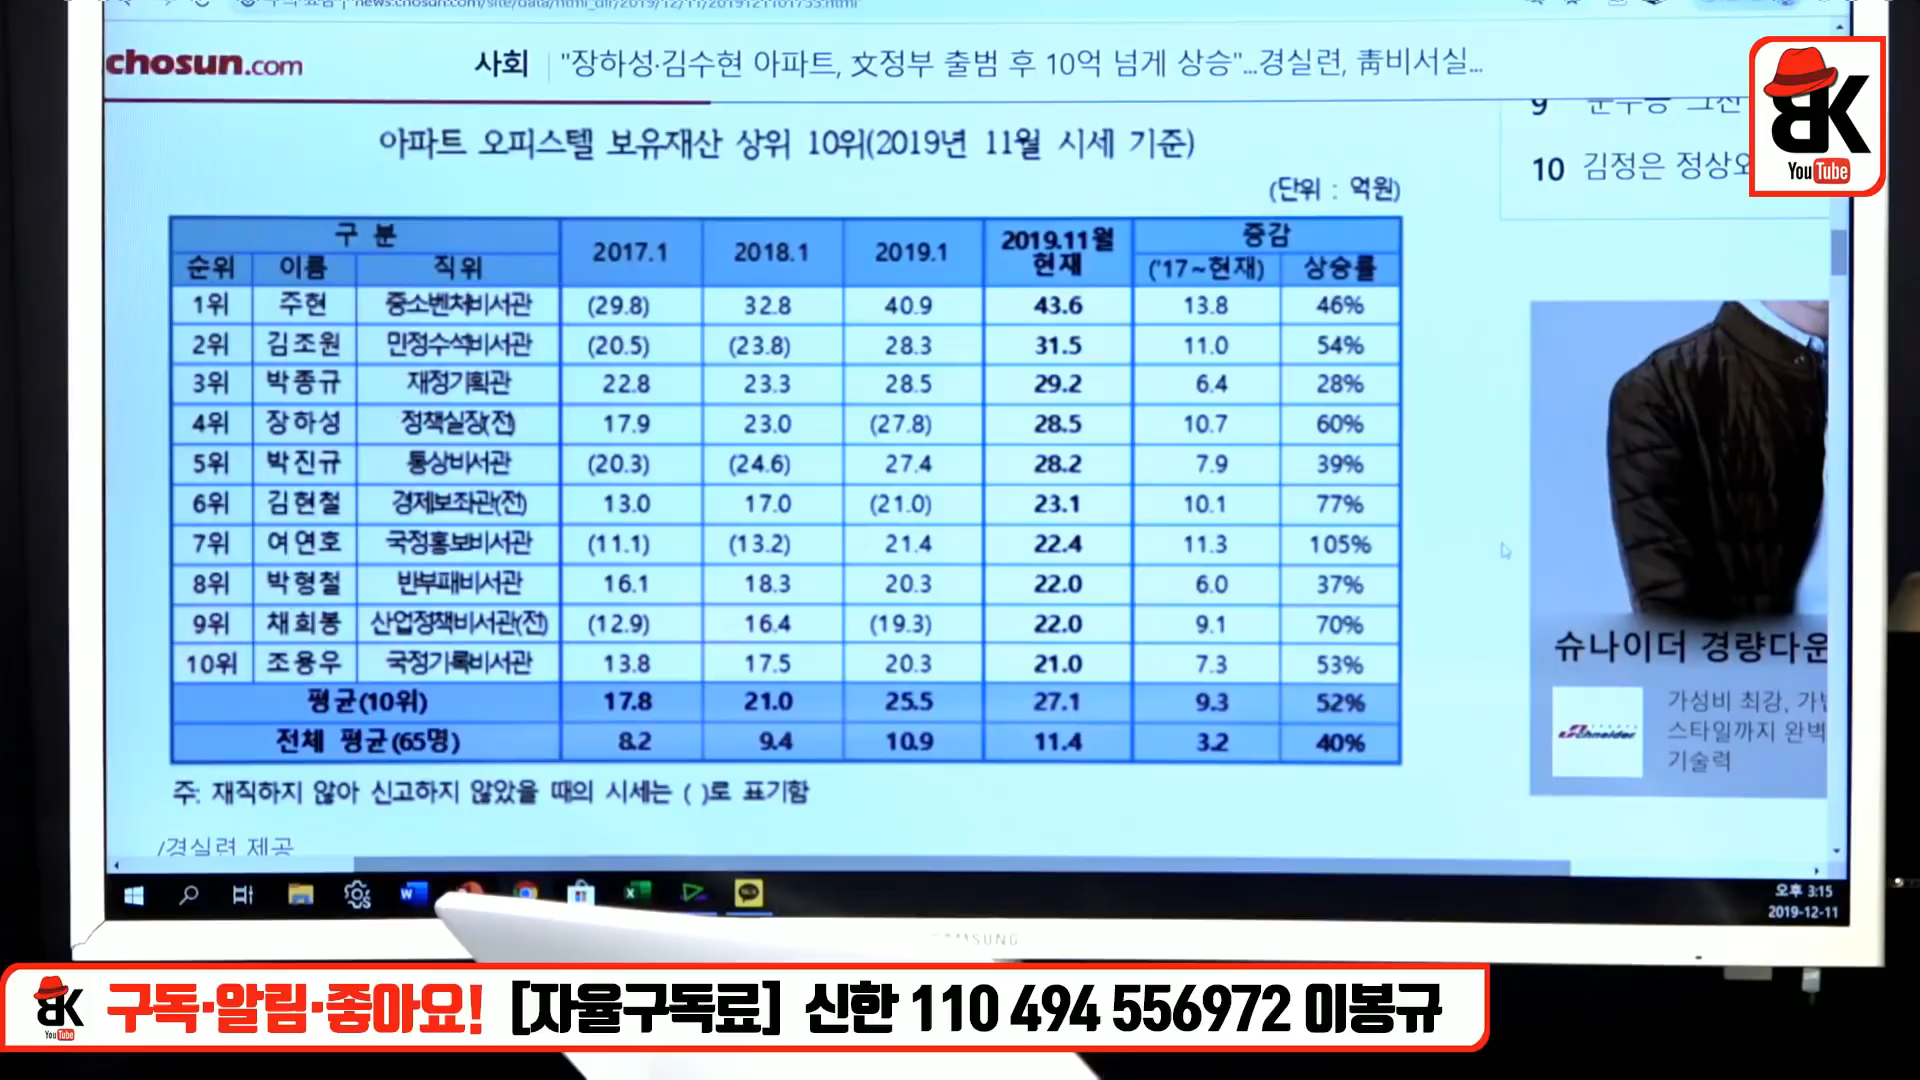 chosun.com
사회
"장하성·김수현 아파트, 文정부 출범 후 10억 넘게 상승"...경실련, 靑비서실...
BK
YouTube
9
10 김정은 정상외
아파트 오피스텔 보유재산 상위 10위(2019년 11월 시세 기준)
(단위 : 억원)
구 분 2017.1 2018.1 2019.1 2019.11월 현재 증감
순위 이름 직위 ('17~현재) 상승률
1위 주현 중소벤처비서관 (29.8) 32.8 40.9 43.6 13.8 46%
2위 김조원 민정수석비서관 (20.5) (23.8) 28.3 31.5 11.0 54%
3위 박종규 재정기획관 22.8 23.3 28.5 29.2 6.4 28%
4위 장하성 정책실장(전) 17.9 23.0 (27.8) 28.5 10.7 60%
5위 박진규 통상비서관 (20.3) (24.6) 27.4 28.2 7.9 39%
6위 김현철 경제보좌관(전) 13.0 17.0 (21.0) 23.1 10.1 77%
7위 여연호 국정홍보비서관 (11.1) (13.2) 21.4 22.4 11.3 105%
8위 박형철 반부패비서관 16.1 18.3 20.3 22.0 6.0 37%
9위 채희봉 산업정책비서관(전) (12.9) 16.4 (19.3) 22.0 9.1 70%
10위 조용우 국정기록비서관 13.8 17.5 20.3 21.0 7.3 53%
평균(10위) 17.8 21.0 25.5 27.1 9.3 52%
전체 평균(65명) 8.2 9.4 10.9 11.4 3.2 40%
주: 재직하지 않아 신고하지 않았을 때의 시세는 ( )로 표기함
/경실련 제공
슈나이더 경량다운
가성비 최강,
스타일까지 완벽
기술력
Schneider
오후 3:15
2019-12-11
SAMSUNG
BK
YouTube
구독·알림·좋아요! [자율구독료] 신한 110 494 556972 이봉규